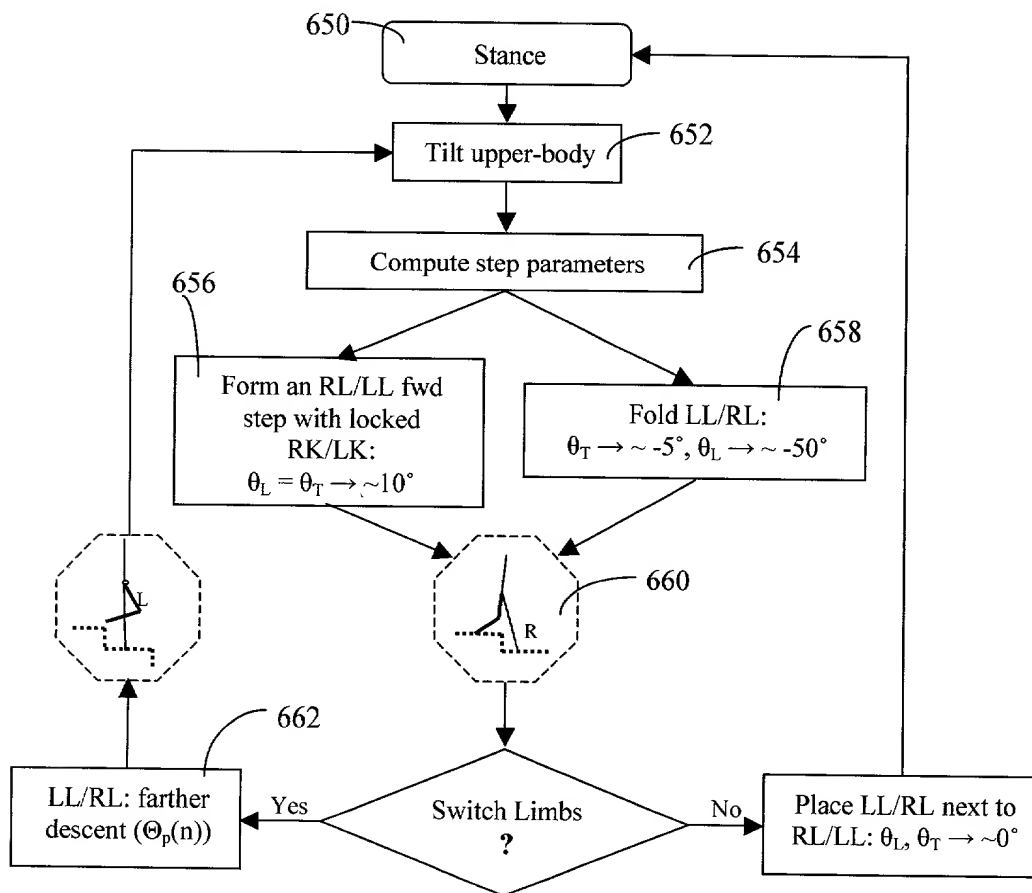 650
Stance
652
Tilt upper-body
654
Compute step parameters
656
Form an RL/LL fwd
step with locked
RK/LK:
θL = θT → ~10°
658
Fold LL/RL:
θT → ~ -5°, θL → ~ -50°
L
R
660
662
LL/RL: farther
descent (Θp(n))
Yes
Switch Limbs
?
No
Place LL/RL next to
RL/LL: θL, θT → ~0°